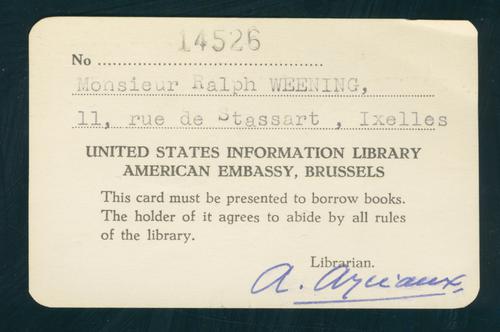 No 14526
Monsieur Ralph WEENING,
11, rue de Stassart , Ixelles
UNITED STATES INFORMATION LIBRARY
AMERICAN EMBASSY, BRUSSELS
This card must be presented to borrow books.
The holder of it agrees to abide by all rules
of the library.
Librarian.
A.